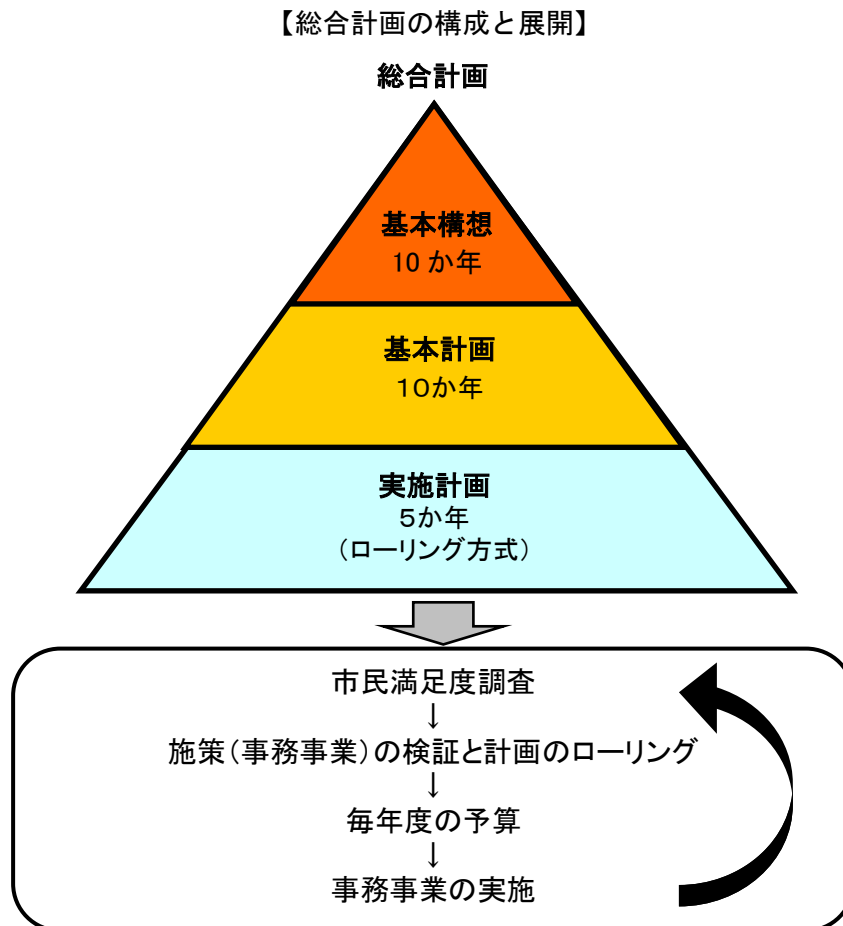 【総合計画の構成と展開】
総合計画
基本構想
10 か年
基本計画
１０か年
実施計画
５か年
（ローリング方式）
市民満足度調査
↓
施策（事務事業）の検証と計画のローリング
↓
毎年度の予算
↓
事務事業の実施